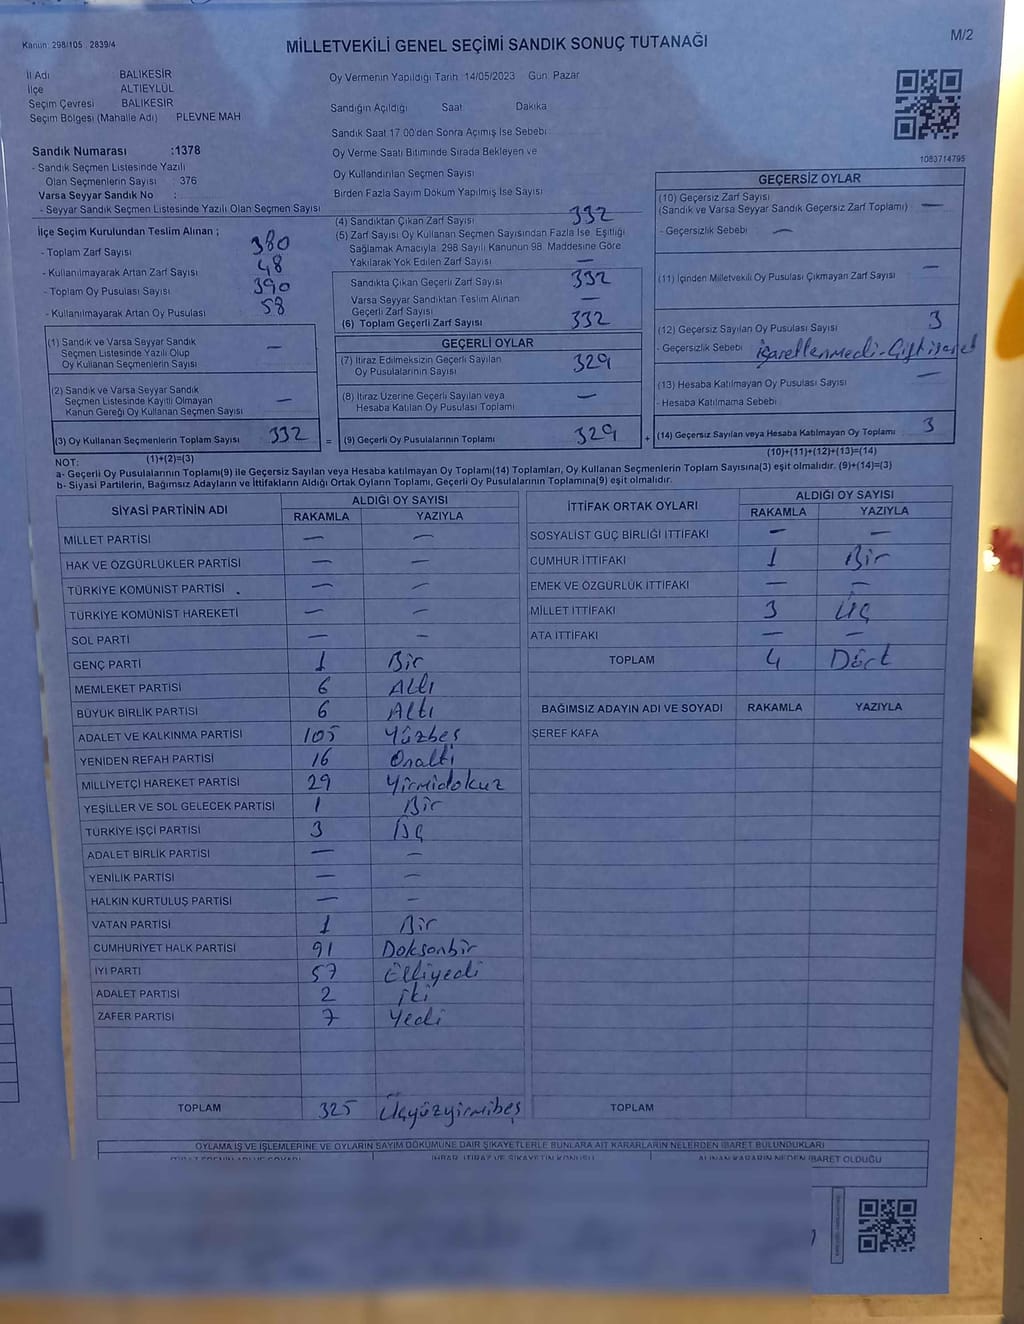 Kanun 298/105 2839/4
MİLLETVEKİLİ GENEL SEÇİMİ SANDIK SONUÇ TUTANAĞI
M/2
İl Adı BALIKESİR
İlçe ALTIEYLÜL
Seçim Çevresi BALIKESİR
Seçim Bölgesi (Mahalle Adı) PLEVNE MAH
Sandık Numarası :1378
- Sandık Seçmen Listesinde Yazılı
Olan Seçmenlerin Sayısı : 376
Varsa Seyyar Sandık No :
- Seyyar Sandık Seçmen Listesinde Yazılı Olan Seçmen Sayısı
Oy Vermenin Yapıldığı Tarih 14/05/2023 Gün Pazar
Sandığın Açıldığı Saat Dakika
Sandık Saat 17 00'den Sonra Açımış İse Sebebi
Oy Verme Saati Bitiminde Sırada Bekleyen ve
Oy Kullandırılan Seçmen Sayısı
Birden Fazla Sayım Döküm Yapılmış İse Sayısı
1083714795
İlçe Seçim Kurulundan Teslim Alınan ;
- Toplam Zarf Sayısı 380
- Kullanılmayarak Artan Zarf Sayısı 48
- Toplam Oy Pusulası Sayısı 390
- Kullanılmayarak Artan Oy Pusulası 58
(1) Sandık ve Varsa Seyyar Sandık
Seçmen Listesinde Yazılı Olup
Oy Kullanan Seçmenlerin Sayısı —
(2) Sandık ve Varsa Seyyar Sandık
Seçmen Listesinde Kayıtlı Olmayan
Kanun Gereği Oy Kullanan Seçmen Sayısı —
(3) Oy Kullanan Seçmenlerin Toplam Sayısı 332 =
(1)+(2)=(3)
(4) Sandıktan Çıkan Zarf Sayısı 332
(5) Zarf Sayısı Oy Kullanan Seçmen Sayısından Fazla İse, Eşitliği
Sağlamak Amacıyla 298 Sayılı Kanunun 98. Maddesine Göre
Yakılarak Yok Edilen Zarf Sayısı —
Sandıkta Çıkan Geçerli Zarf Sayısı 332
Varsa Seyyar Sandıktan Teslim Alınan
Geçerli Zarf Sayısı —
(6) Toplam Geçerli Zarf Sayısı 332
GEÇERLİ OYLAR
(7) İtiraz Edilmeksizin Geçerli Sayılan
Oy Pusulalarının Sayısı 329
(8) İtiraz Üzerine Geçerli Sayılan veya
Hesaba Katılan Oy Pusulası Toplamı —
(9) Geçerli Oy Pusulalarının Toplamı 329 +
GEÇERSİZ OYLAR
(10) Geçersiz Zarf Sayısı
(Sandık ve Varsa Seyyar Sandık Geçersiz Zarf Toplamı) —
- Geçersizlik Sebebi —
(11) İçinden Milletvekili Oy Pusulası Çıkmayan Zarf Sayısı —
(12) Geçersiz Sayılan Oy Pusulası Sayısı 3
- Geçersizlik Sebebi işaretlenmedi-Çift işaret
(13) Hesaba Katılmayan Oy Pusulası Sayısı —
- Hesaba Katılmama Sebebi
(14) Geçersiz Sayılan veya Hesaba Katılmayan Oy Toplamı 3
(10)+(11)+(12)+(13)=(14)
NOT:
a- Geçerli Oy Pusulalarının Toplamı(9) ile Geçersiz Sayılan veya Hesaba katılmayan Oy Toplamı(14) Toplamları, Oy Kullanan Seçmenlerin Toplam Sayısına(3) eşit olmalıdır. (9)+(14)=(3)
b- Siyasi Partilerin, Bağımsız Adayların ve İttifakların Aldığı Ortak Oyların Toplamı, Geçerli Oy Pusulalarının Toplamına(9) eşit olmalıdır.
SİYASİ PARTİNİN ADI ALDIĞI OY SAYISI
RAKAMLA YAZIYLA
MİLLET PARTİSİ — —
HAK VE ÖZGÜRLÜKLER PARTİSİ — —
TÜRKİYE KOMÜNİST PARTİSİ — —
TÜRKİYE KOMÜNİST HAREKETİ — —
SOL PARTİ — —
GENÇ PARTİ 1 Bir
MEMLEKET PARTİSİ 6 Altı
BÜYÜK BİRLİK PARTİSİ 6 Altı
ADALET VE KALKINMA PARTİSİ 105 Yüzbeş
YENİDEN REFAH PARTİSİ 16 Onaltı
MİLLİYETÇİ HAREKET PARTİSİ 29 Yirmidokuz
YEŞİLLER VE SOL GELECEK PARTİSİ 1 Bir
TÜRKİYE İŞÇİ PARTİSİ 3 Üç
ADALET BİRLİK PARTİSİ — —
YENİLİK PARTİSİ — —
HALKIN KURTULUŞ PARTİSİ — —
VATAN PARTİSİ 1 Bir
CUMHURİYET HALK PARTİSİ 91 Doksanbir
İYİ PARTİ 57 Elliyedi
ADALET PARTİSİ 2 İki
ZAFER PARTİSİ 7 Yedi
TOPLAM 325 Üçyüzyirmibeş
İTTİFAK ORTAK OYLARI ALDIĞI OY SAYISI
RAKAMLA YAZIYLA
SOSYALİST GÜÇ BİRLİĞİ İTTİFAKI — —
CUMHUR İTTİFAKI 1 Bir
EMEK VE ÖZGÜRLÜK İTTİFAKI — —
MİLLET İTTİFAKI 3 Üç
ATA İTTİFAKI — —
TOPLAM 4 Dört
BAĞIMSIZ ADAYIN ADI VE SOYADI RAKAMLA YAZIYLA
ŞEREF KAFA
TOPLAM
OYLAMA İŞ VE İŞLEMLERİNE VE OYLARIN SAYIM DÖKÜMÜNE DAİR ŞİKAYETLERLE BUNLARA AİT KARARLARIN NELERDEN İBARET BULUNDUKLARI
İHBAR, İTİRAZ VE ŞİKAYETİN KONUSU ALINAN KARARIN NEDEN İBARET OLDUĞU